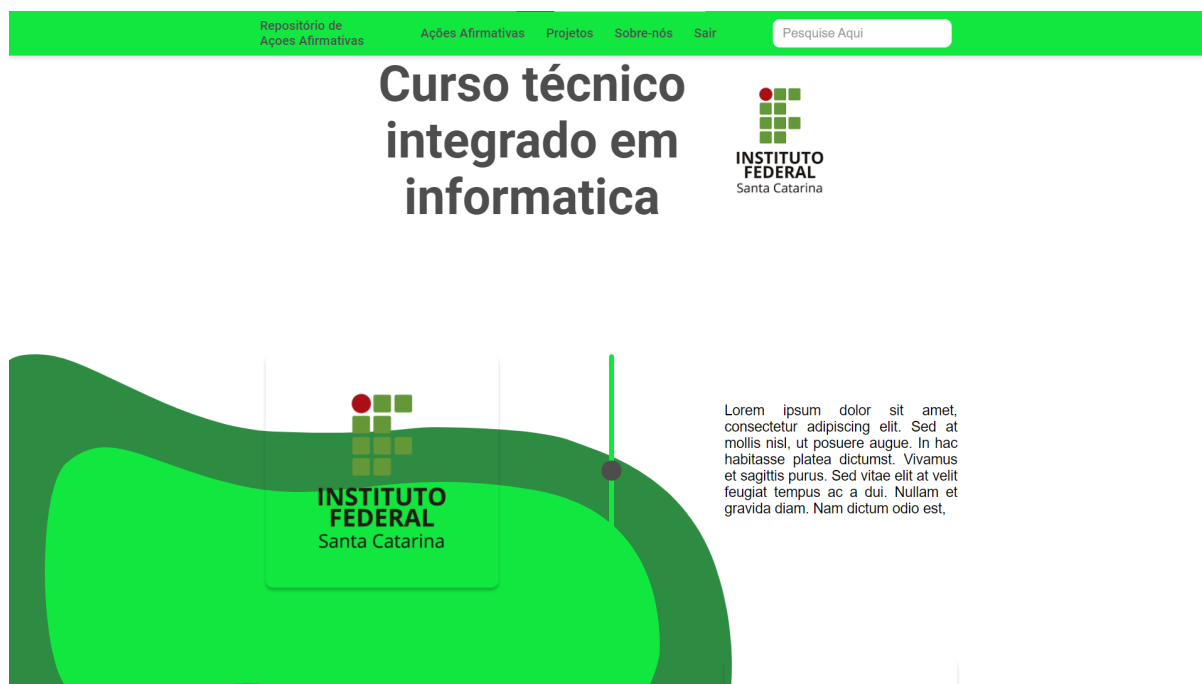 Repositório de
Açoes Afirmativas
Ações Afirmativas Projetos Sobre-nós Sair
Pesquise Aqui
Curso técnico
integrado em
informatica
INSTITUTO
FEDERAL
Santa Catarina
INSTITUTO
FEDERAL
Santa Catarina
Lorem ipsum dolor sit amet,
consectetur adipiscing elit. Sed at
mollis nisl, ut posuere augue. In hac
habitasse platea dictumst. Vivamus
et sagittis purus. Sed vitae elit at velit
feugiat tempus ac a dui. Nullam et
gravida diam. Nam dictum odio est,